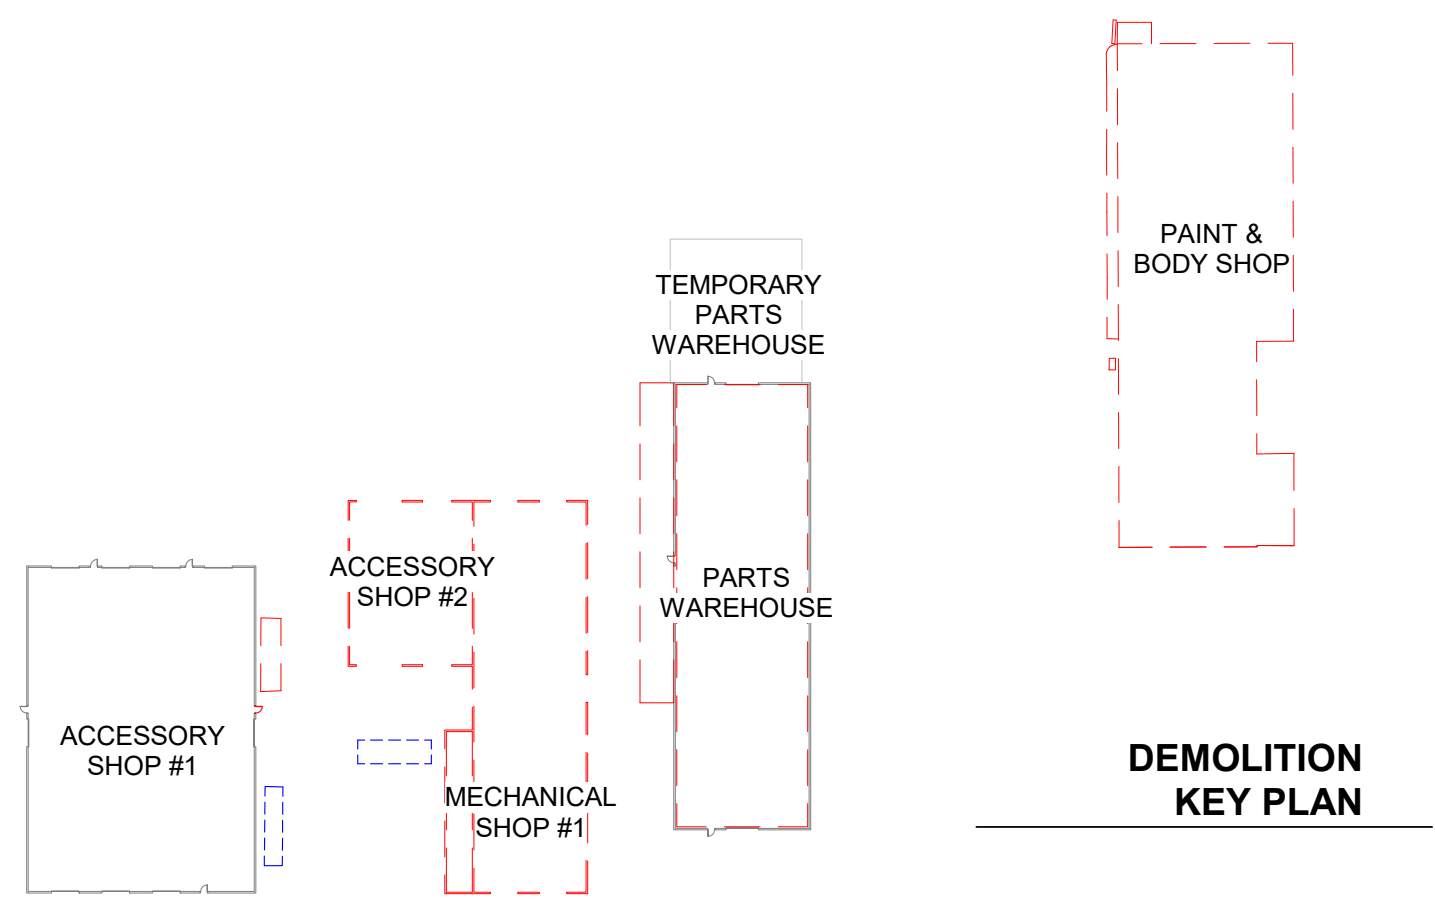 PAINT &
BODY SHOP
TEMPORARY
PARTS
WAREHOUSE
ACCESSORY
SHOP #2
PARTS
WAREHOUSE
ACCESSORY
SHOP #1
MECHANICAL
SHOP #1
DEMOLITION
KEY PLAN